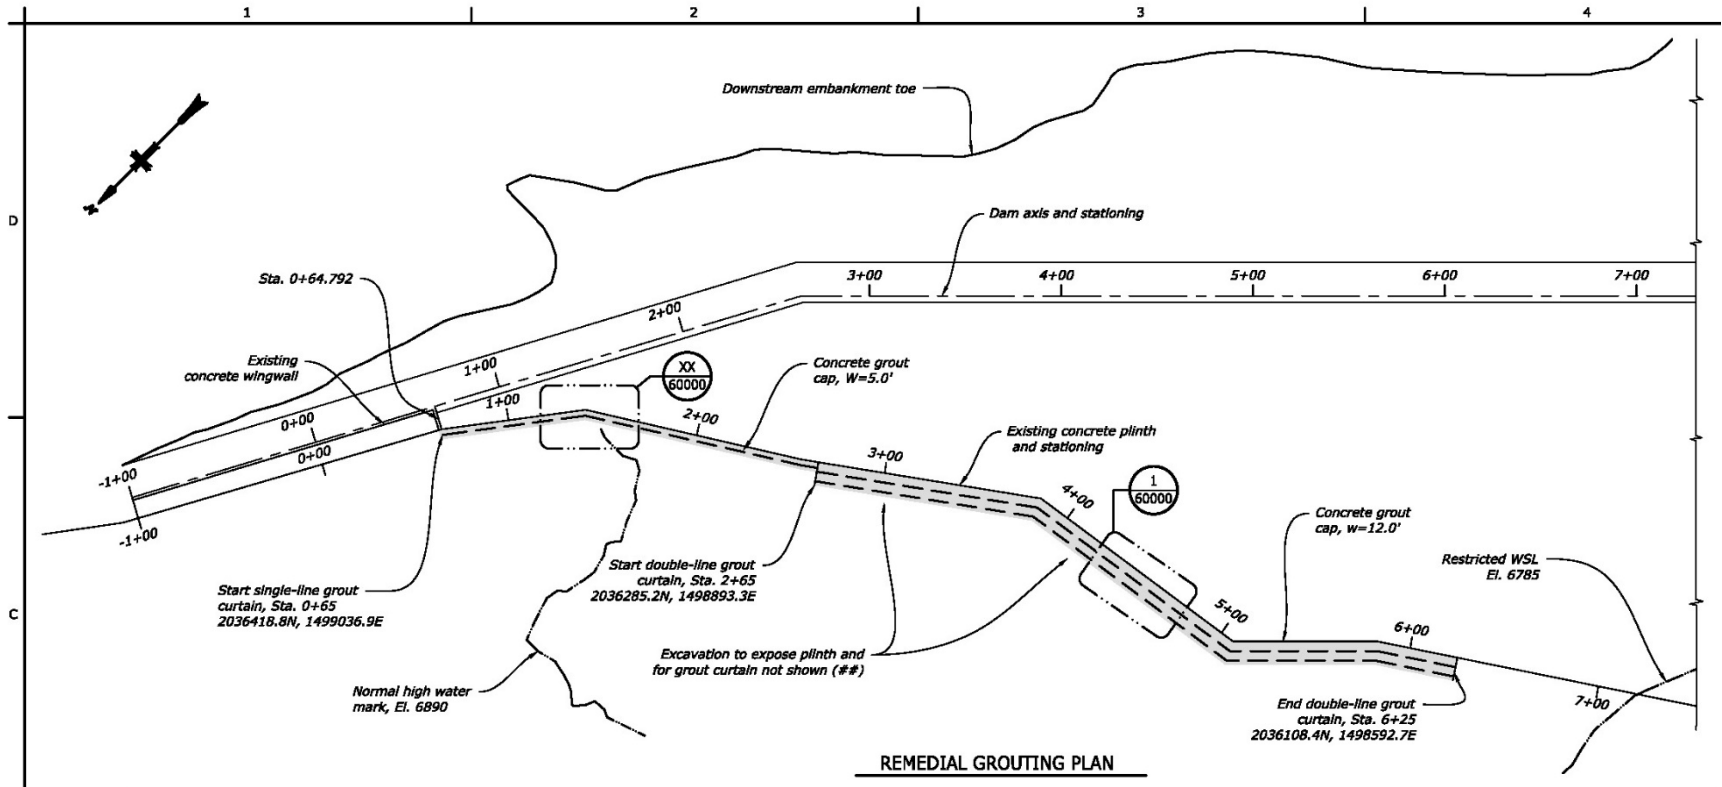 1
2
3
4
D
C
N
Downstream embankment toe
Dam axis and stationing
Sta. 0+64.792
3+00
4+00
5+00
6+00
7+00
2+00
1+00
0+00
-1+00
Existing
concrete wingwall
XX
60000
Concrete grout
cap, W=5.0'
1+00
0+00
-1+00
2+00
3+00
4+00
5+00
6+00
7+00
Existing concrete plinth
and stationing
1
60000
Concrete grout
cap, w=12.0'
Restricted WSL
El. 6785
Start single-line grout
curtain, Sta. 0+65
2036418.8N, 1499036.9E
Start double-line grout
curtain, Sta. 2+65
2036285.2N, 1498893.3E
Excavation to expose plinth and
for grout curtain not shown (##)
Normal high water
mark, El. 6890
End double-line grout
curtain, Sta. 6+25
2036108.4N, 1498592.7E
REMEDIAL GROUTING PLAN